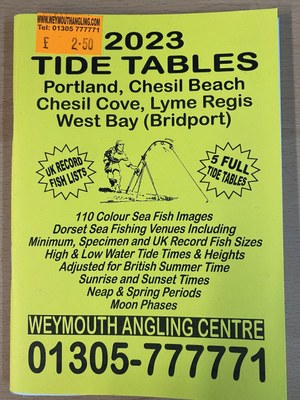 WWW.WEYMOUTHANGLING.COM
Tel: 01305 777771
£ 2-50
2023
TIDE TABLES
Portland, Chesil Beach
Chesil Cove, Lyme Regis
West Bay (Bridport)
UK RECORD
FISH LISTS
5 FULL
TIDE TABLES
110 Colour Sea Fish Images
Dorset Sea Fishing Venues Including
Minimum, Specimen and UK Record Fish Sizes
High & Low Water Tide Times & Heights
Adjusted for British Summer Time
Sunrise and Sunset Times
Neap & Spring Periods
Moon Phases
WEYMOUTH ANGLING CENTRE
01305-777771